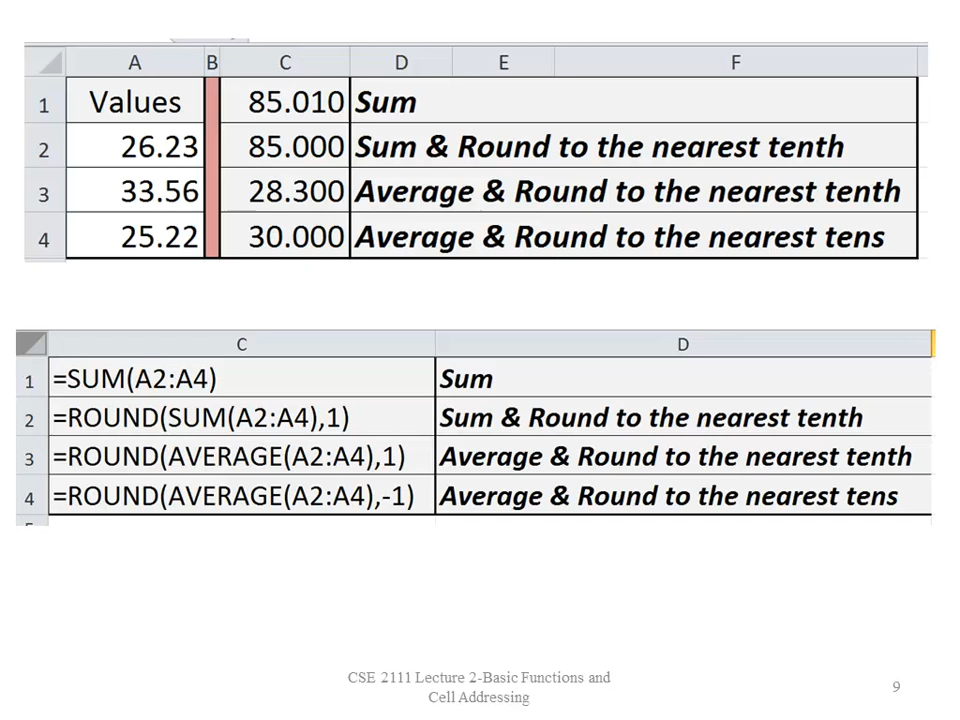 A B C D E F
1 Values 85.010 Sum
2 26.23 85.000 Sum & Round to the nearest tenth
3 33.56 28.300 Average & Round to the nearest tenth
4 25.22 30.000 Average & Round to the nearest tens
C D
1 =SUM(A2:A4) Sum
2 =ROUND(SUM(A2:A4),1) Sum & Round to the nearest tenth
3 =ROUND(AVERAGE(A2:A4),1) Average & Round to the nearest tenth
4 =ROUND(AVERAGE(A2:A4),-1) Average & Round to the nearest tens
CSE 2111 Lecture 2-Basic Functions and
Cell Addressing
9